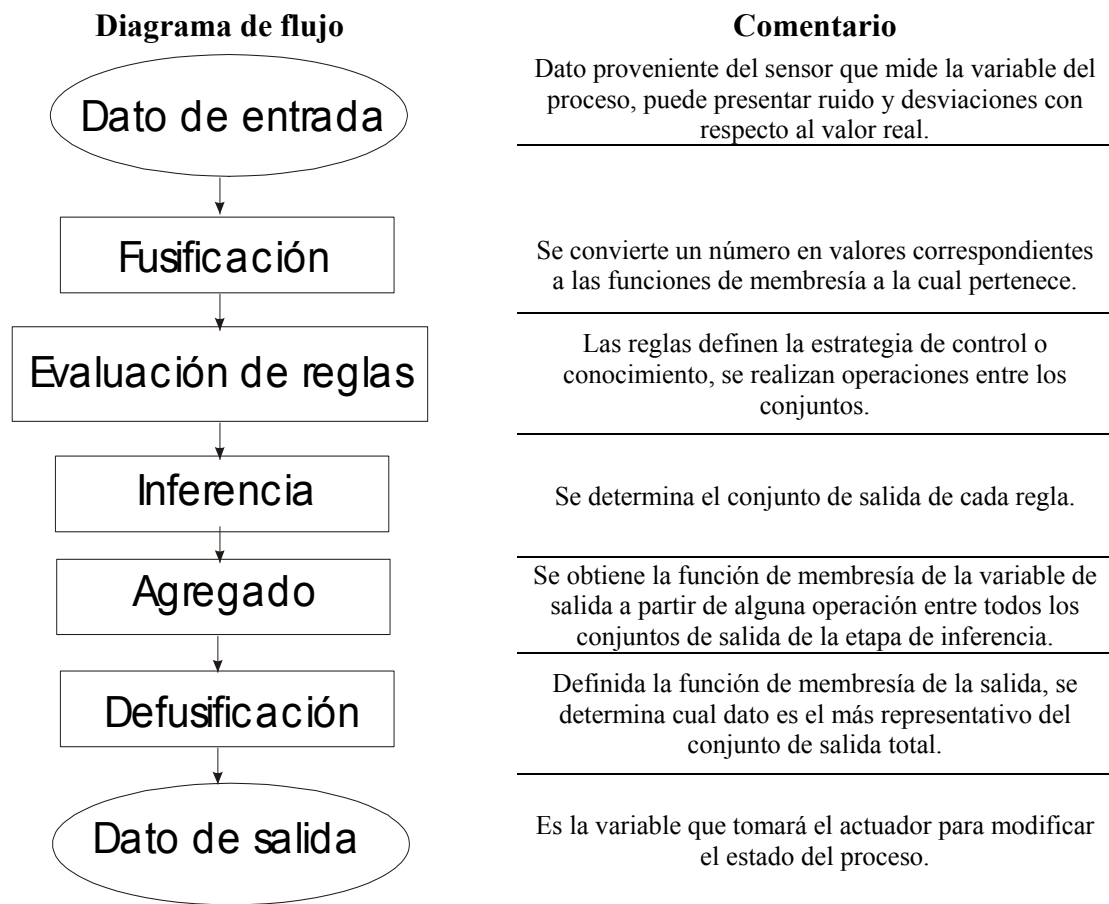 Diagrama de flujo
Comentario
Dato de entrada
Dato proveniente del sensor que mide la variable del
proceso, puede presentar ruido y desviaciones con
respecto al valor real.
Fusificación
Se convierte un número en valores correspondientes
a las funciones de membresía a la cual pertenece.
Evaluación de reglas
Las reglas definen la estrategia de control o
conocimiento, se realizan operaciones entre los
conjuntos.
Inferencia
Se determina el conjunto de salida de cada regla.
Agregado
Se obtiene la función de membresía de la variable de
salida a partir de alguna operación entre todos los
conjuntos de salida de la etapa de inferencia.
Defusificación
Definida la función de membresía de la salida, se
determina cual dato es el más representativo del
conjunto de salida total.
Dato de salida
Es la variable que tomará el actuador para modificar
el estado del proceso.